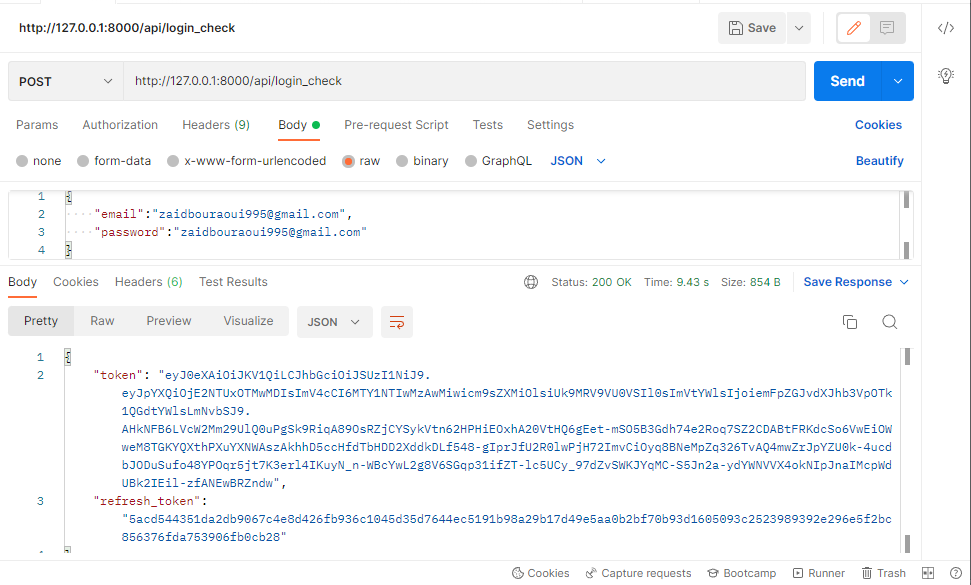 http://127.0.0.1:8000/api/login_check
Save
POST
http://127.0.0.1:8000/api/login_check
Send
Params Authorization Headers (9) Body Pre-request Script Tests Settings Cookies
none form-data x-www-form-urlencoded raw binary GraphQL JSON Beautify
1 {
2 "email":"zaidbouraoui995@gmail.com",
3 "password":"zaidbouraoui995@gmail.com"
4 }
Body Cookies Headers (6) Test Results Status: 200 OK Time: 9.43 s Size: 854 B Save Response
Pretty Raw Preview Visualize JSON
1 {
2 "token": "eyJ0eXAiOiJKV1QiLCJhbGciOiJSUzI1NiJ9.
eyJpYXQiOjE2NTUxOTMwMDIsImV4cCI6MTY1NTIwMzAwMiwicm9sZXMiOlsiUk9MRV9VU0VSIl0sImVtYWlsIjoiemFpZGJvdXJhb3VpOTk
1QGdtYWlsLmNvbSJ9.
AHkNFB6LVcW2Mm29UlQ0uPgSk9RiqA89OsRZjCYSykVtn62HPHiEOxhA20VtHQ6gEet-mSO5B3Gdh74e2Roq7SZ2CDABtFRKdcSo6VwEiOW
weM8TGKYQXthPXuYXNWAszAkhhD5ccHfdTbHDD2XddkDLf548-gIprJfU2R0lwPjH72ImvCiOyq8BNeMpZq326TvAQ4mwZrJpYZU0k-4ucd
bJODuSufo48YPOqr5jt7K3erl4IKuyN_n-WBcYwL2g8V6SGqp31ifZT-lc5UCy_97dZvSWKJYqMC-S5Jn2a-ydYWNVVX4okNIpJnaIMcpWd
UBk2IEil-zfANEwBRZndw",
3 "refresh_token":
"5acd544351da2db9067c4e8d426fb936c1045d35d7644ec5191b98a29b17d49e5aa0b2bf70b93d1605093c2523989392e296e5f2bc
856376fda753906fb0cb28"
Cookies Capture requests Bootcamp Runner Trash